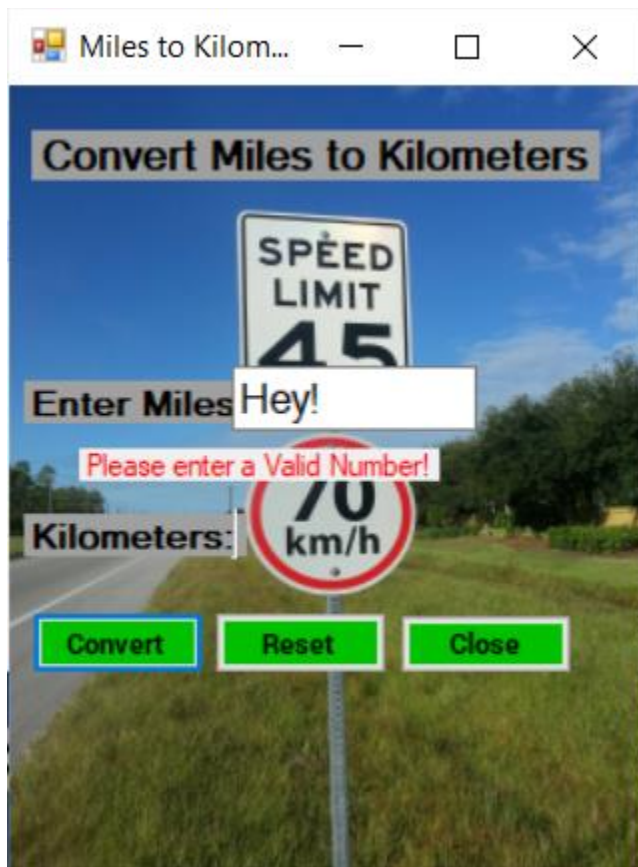 Miles to Kilom...
Convert Miles to Kilometers
SPEED
LIMIT
45
Enter Miles
Hey!
Please enter a Valid Number!
70
km/h
Kilometers:
Convert
Reset
Close